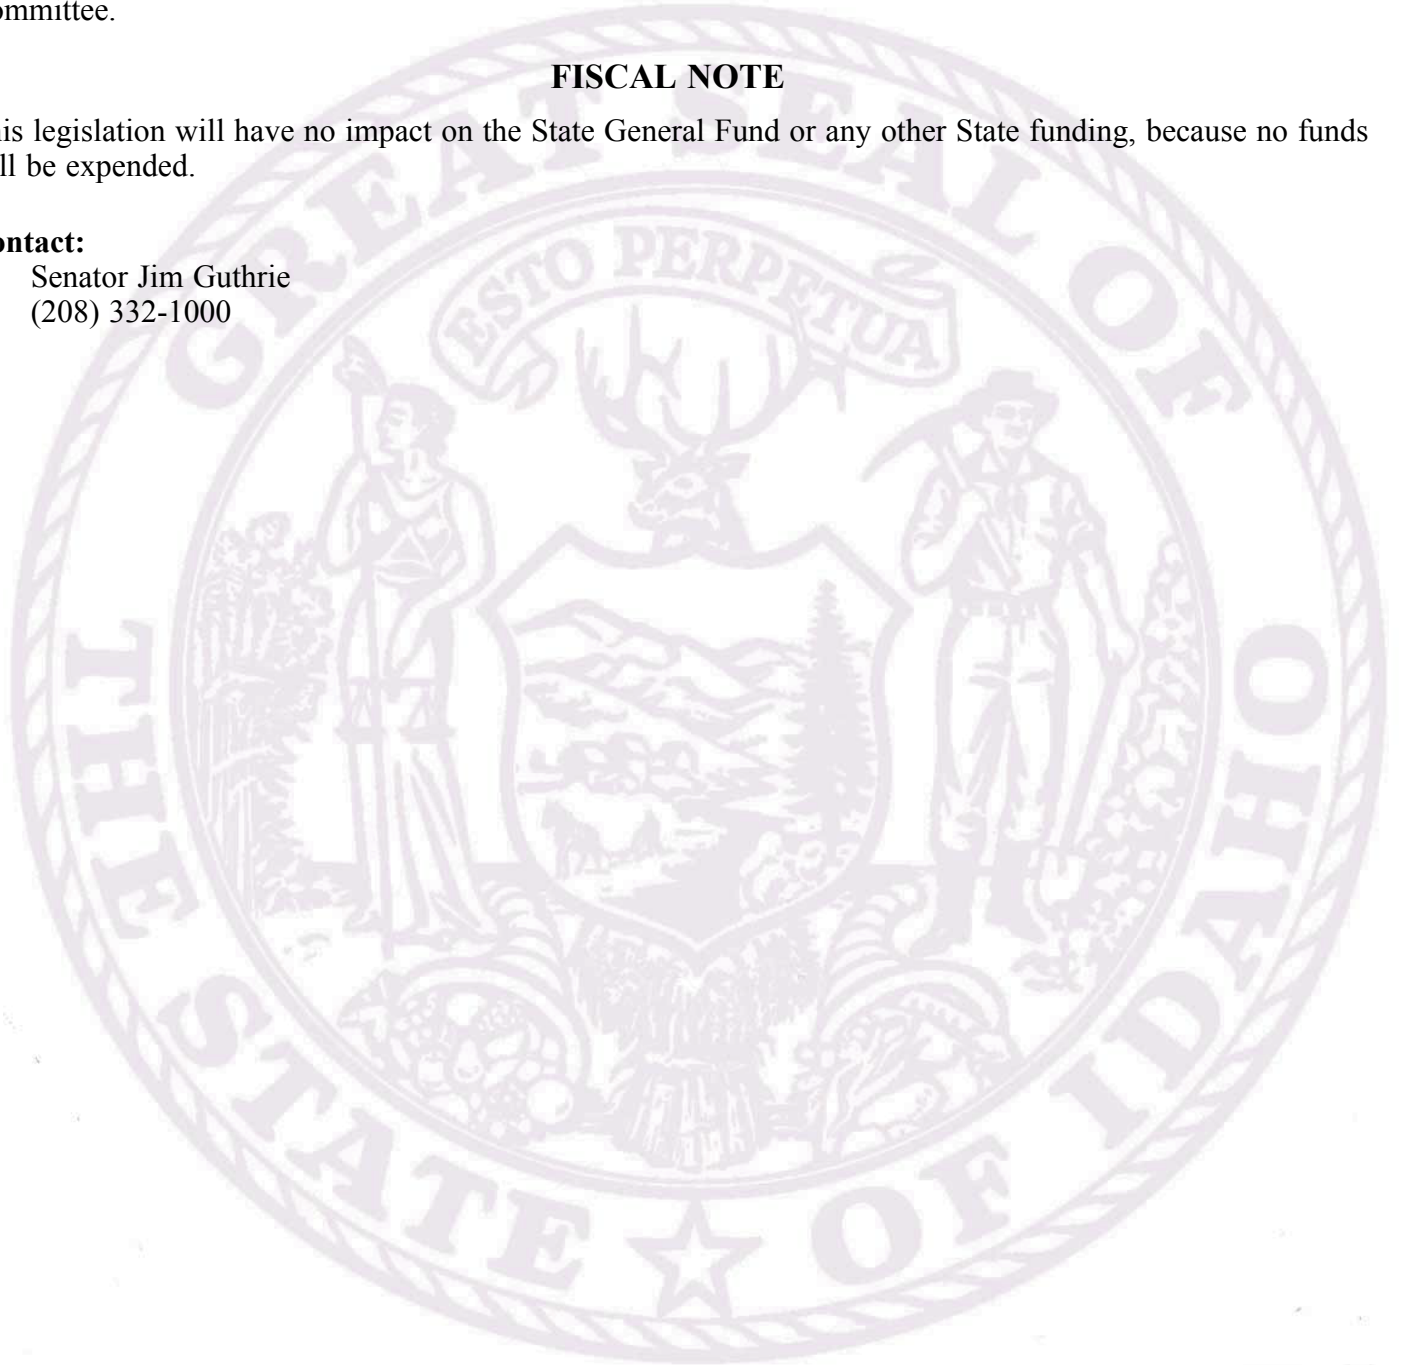 ommittee.
FISCAL NOTE
his legislation will have no impact on the State General Fund or any other State funding, because no funds
ll be expended.
ontact:
Senator Jim Guthrie
(208) 332-1000
GREAT SEAL OF
ESTO PERPETUA
THE STATE OF IDAHO